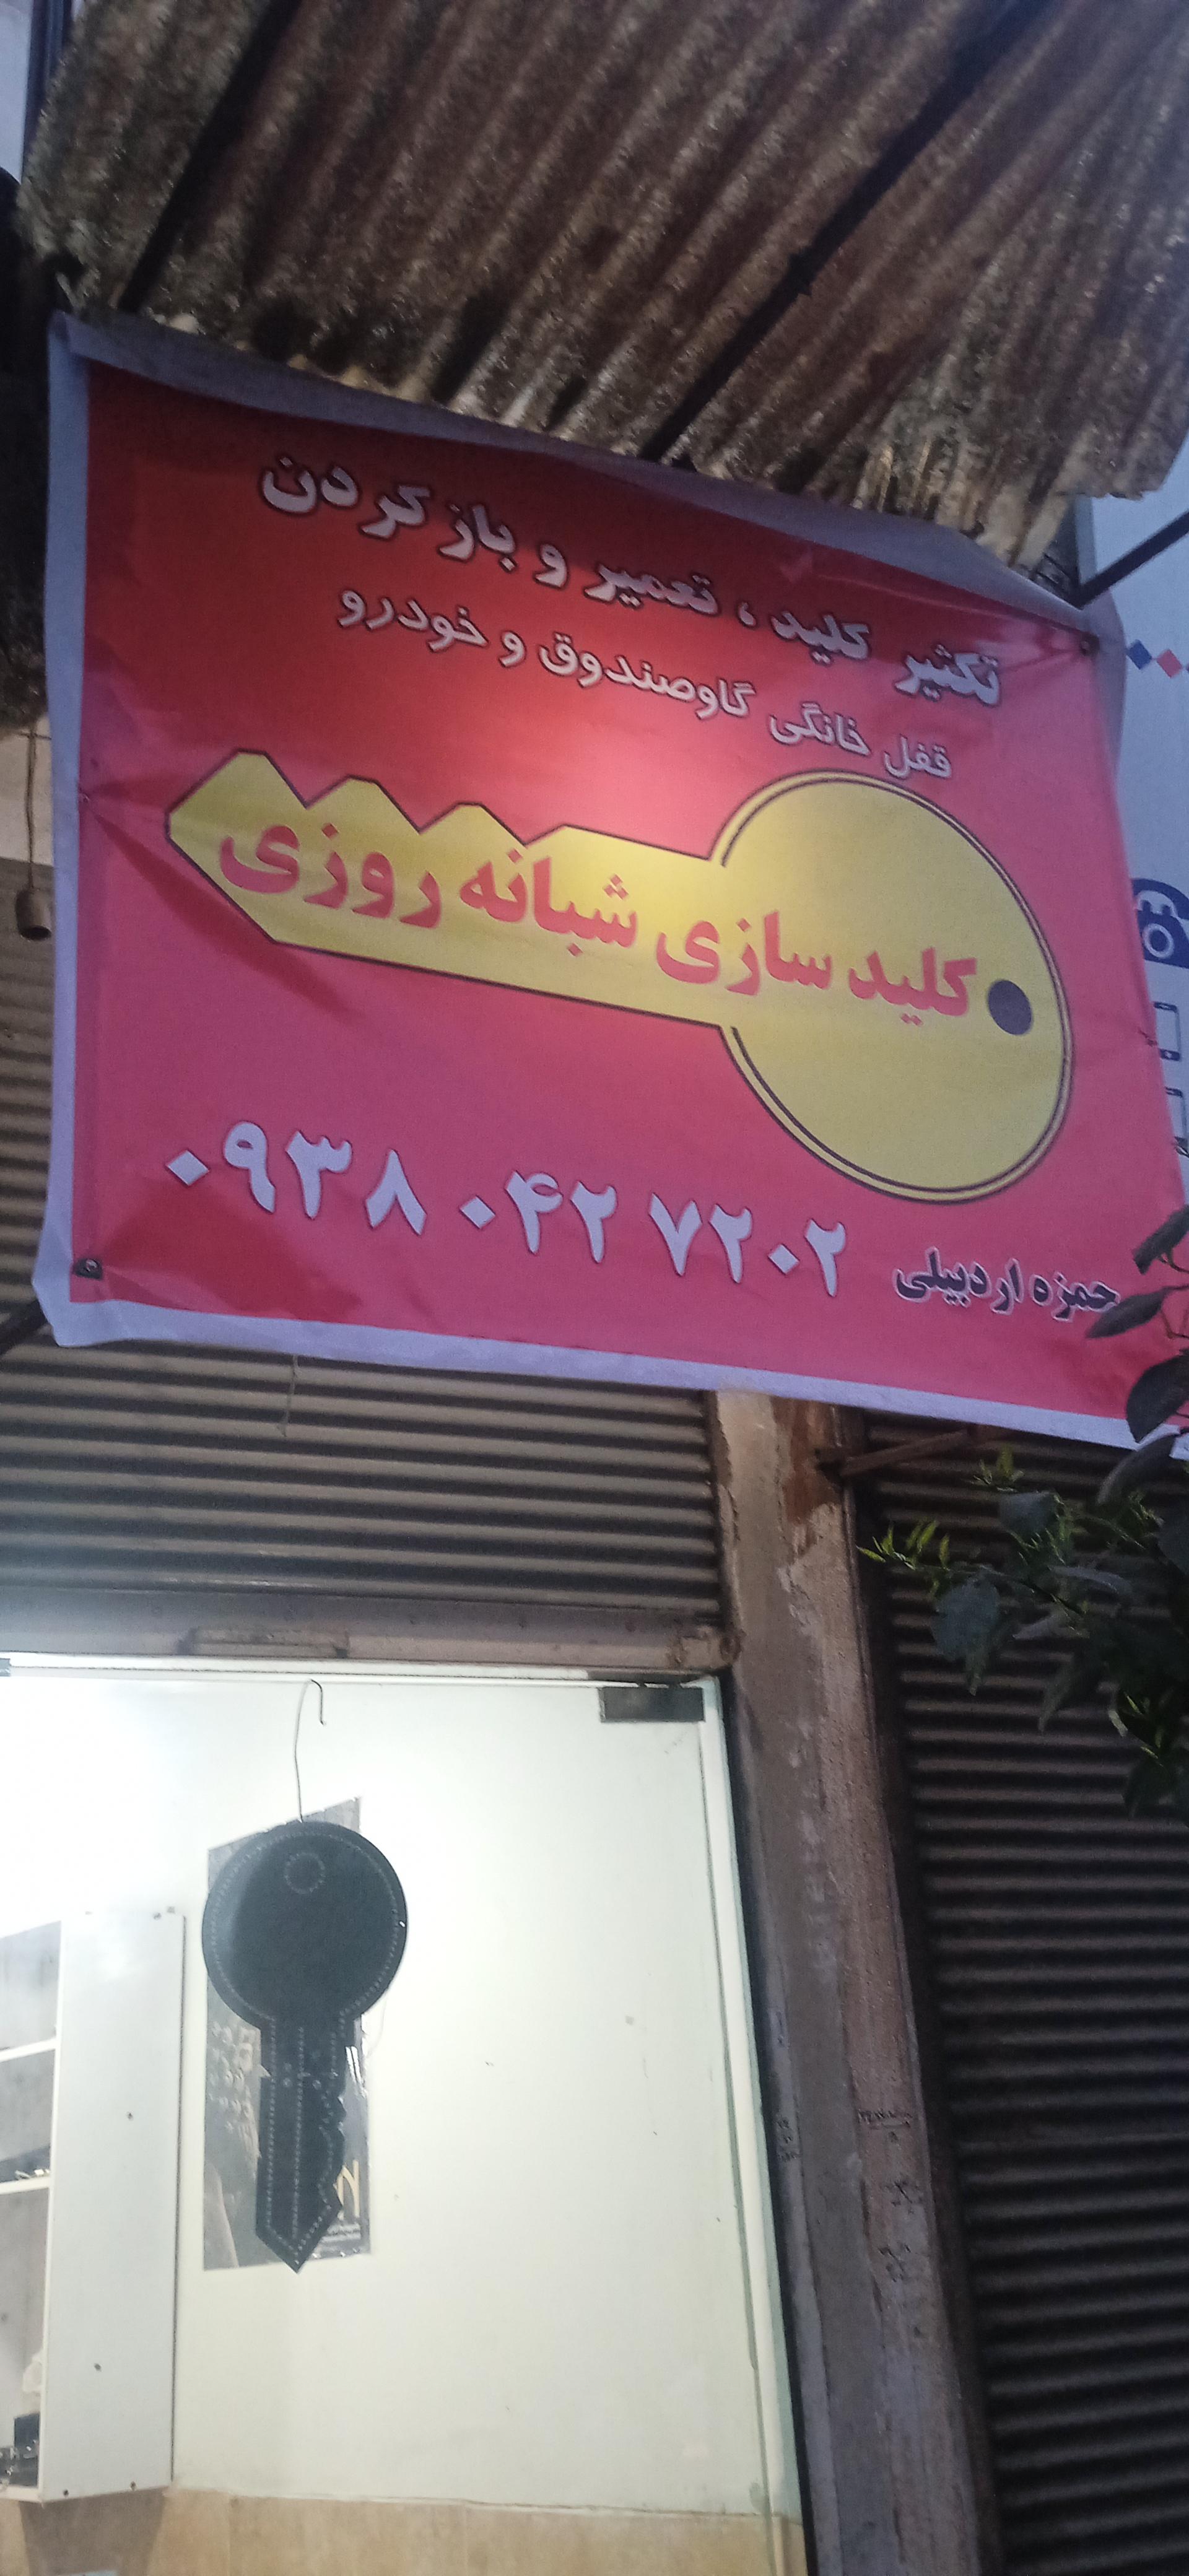 تکثیر کلید ، تعمیر و باز کردن
قفل خانگی گاوصندوق و خودرو
کلید سازی شبانه روزی
۰۹۳۸ ۰۴۲ ۷۲۰۲
حمزه اردبیلی